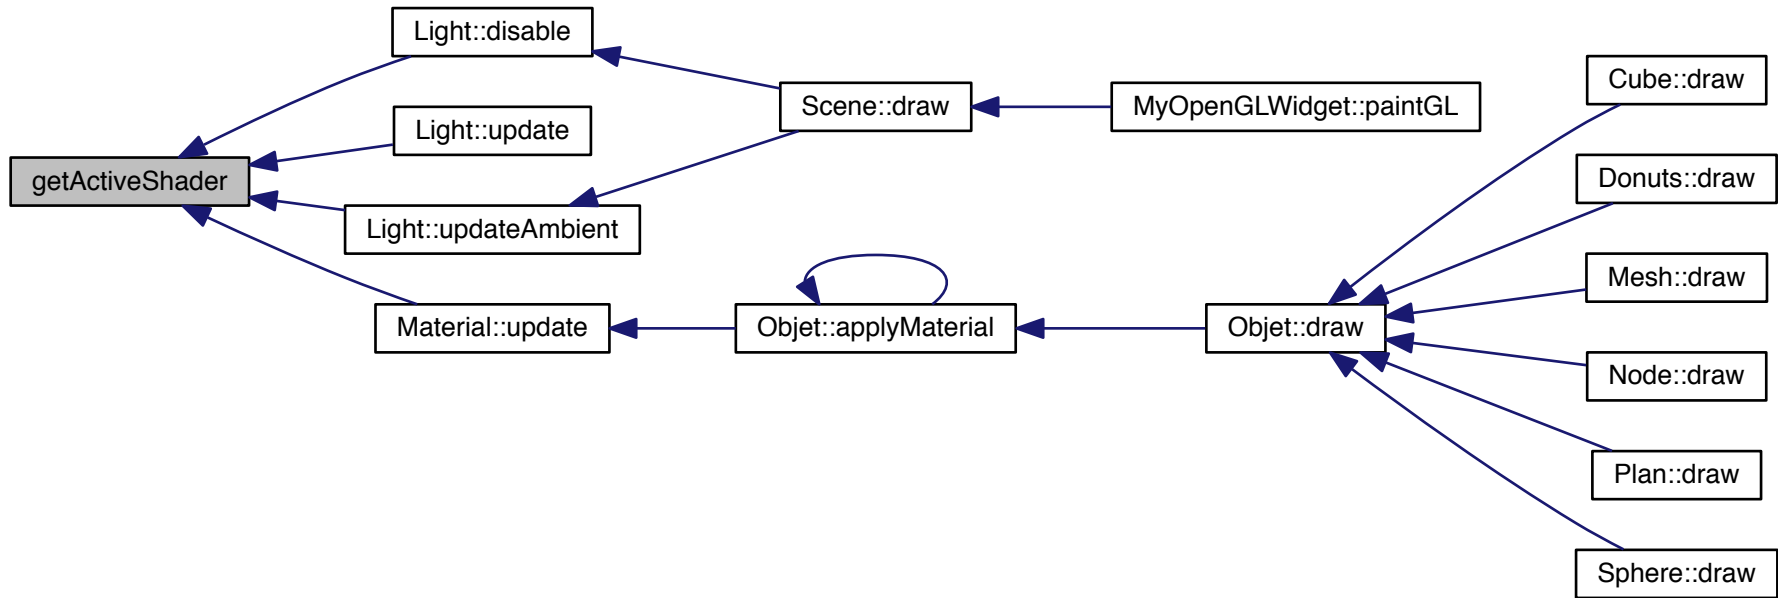 Light::disable
Cube::draw
Scene::draw
MyOpenGLWidget::paintGL
Light::update
Donuts::draw
getActiveShader
Light::updateAmbient
Mesh::draw
Material::update
Objet::applyMaterial
Objet::draw
Node::draw
Plan::draw
Sphere::draw